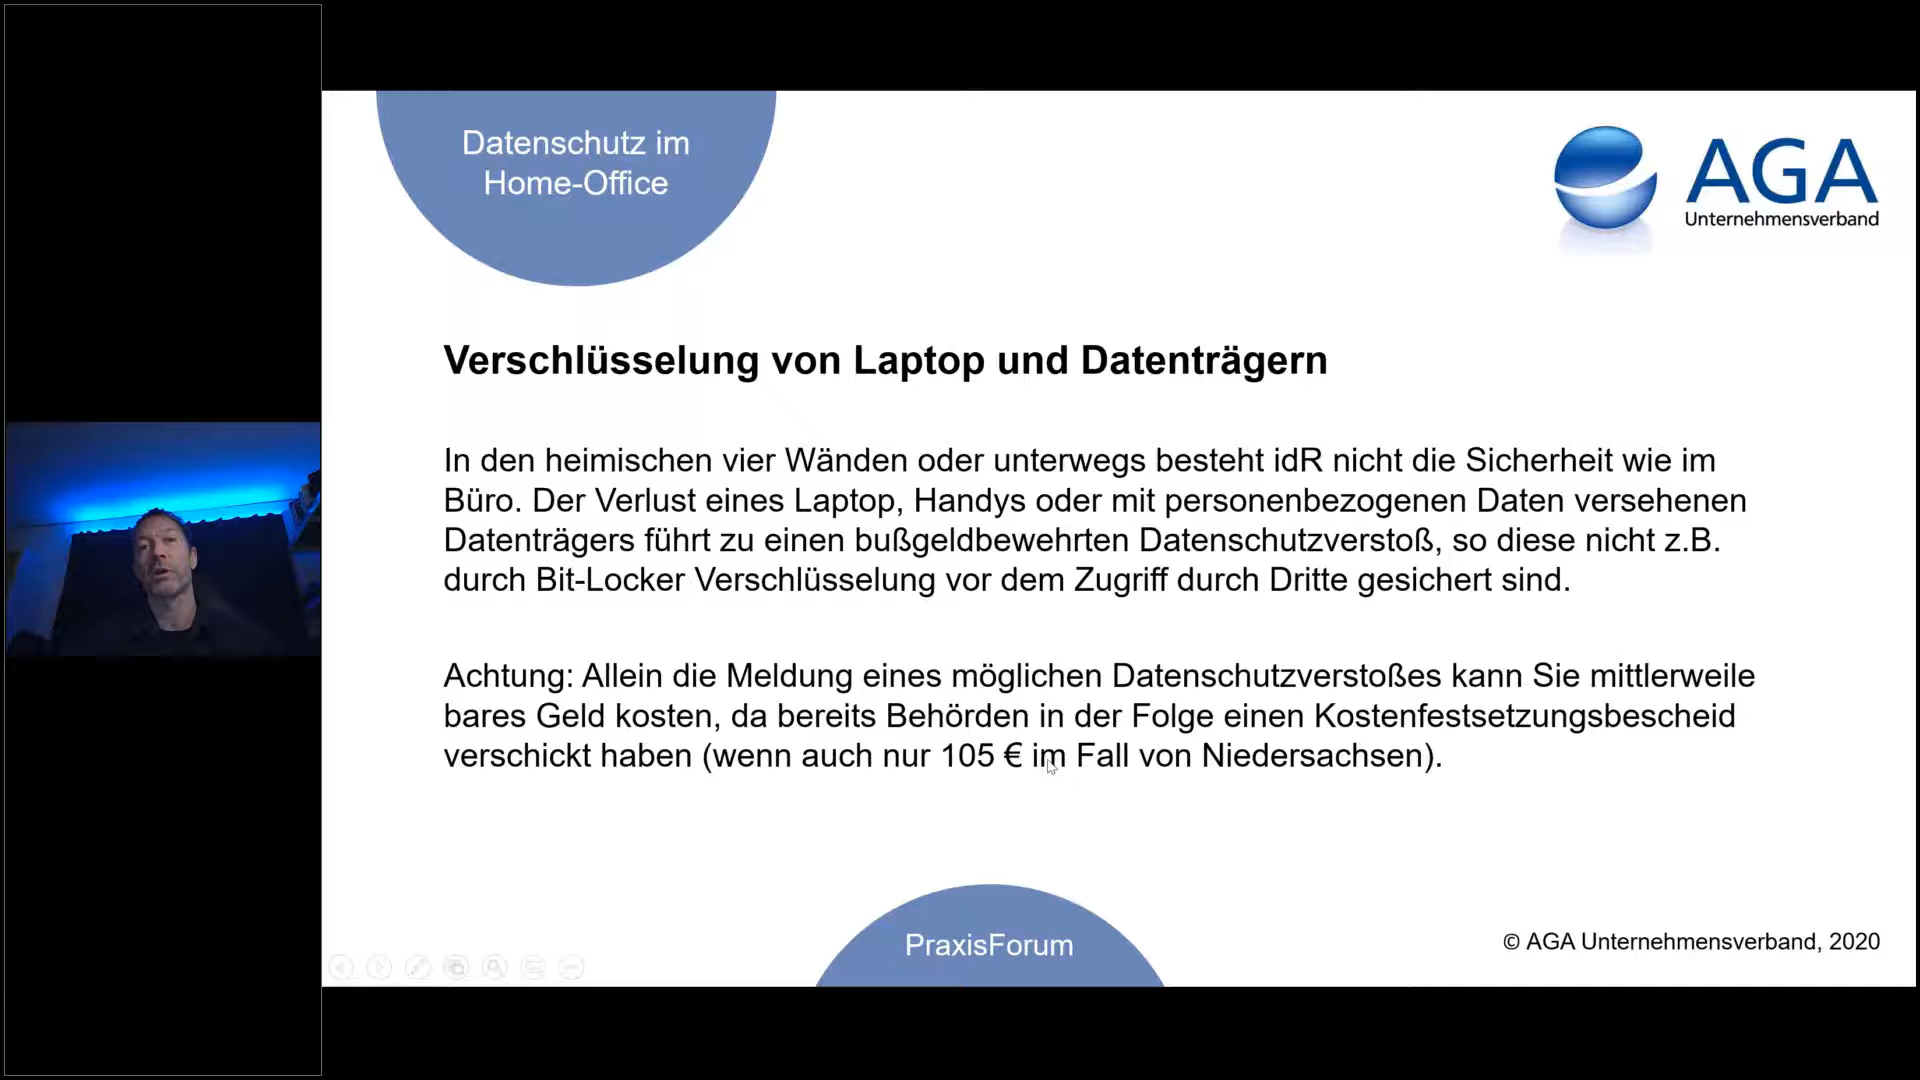 Datenschutz im
Home-Office
AGA
Unternehmensverband
Verschlüsselung von Laptop und Datenträgern
In den heimischen vier Wänden oder unterwegs besteht idR nicht die Sicherheit wie im
Büro. Der Verlust eines Laptop, Handys oder mit personenbezogenen Daten versehenen
Datenträgers führt zu einen bußgeldbewehrten Datenschutzverstoß, so diese nicht z.B.
durch Bit-Locker Verschlüsselung vor dem Zugriff durch Dritte gesichert sind.
Achtung: Allein die Meldung eines möglichen Datenschutzverstoßes kann Sie mittlerweile
bares Geld kosten, da bereits Behörden in der Folge einen Kostenfestsetzungsbescheid
verschickt haben (wenn auch nur 105 € im Fall von Niedersachsen).
PraxisForum
© AGA Unternehmensverband, 2020